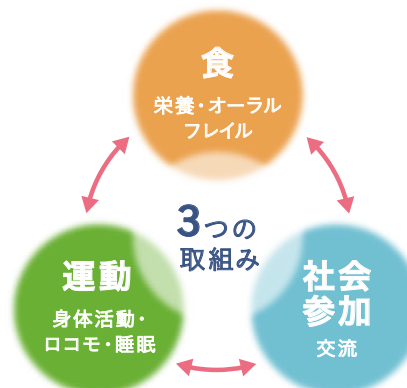 食
栄養・オーラル
フレイル
3つの
取組み
運動
身体活動・
ロコモ・睡眠
社会
参加
交流